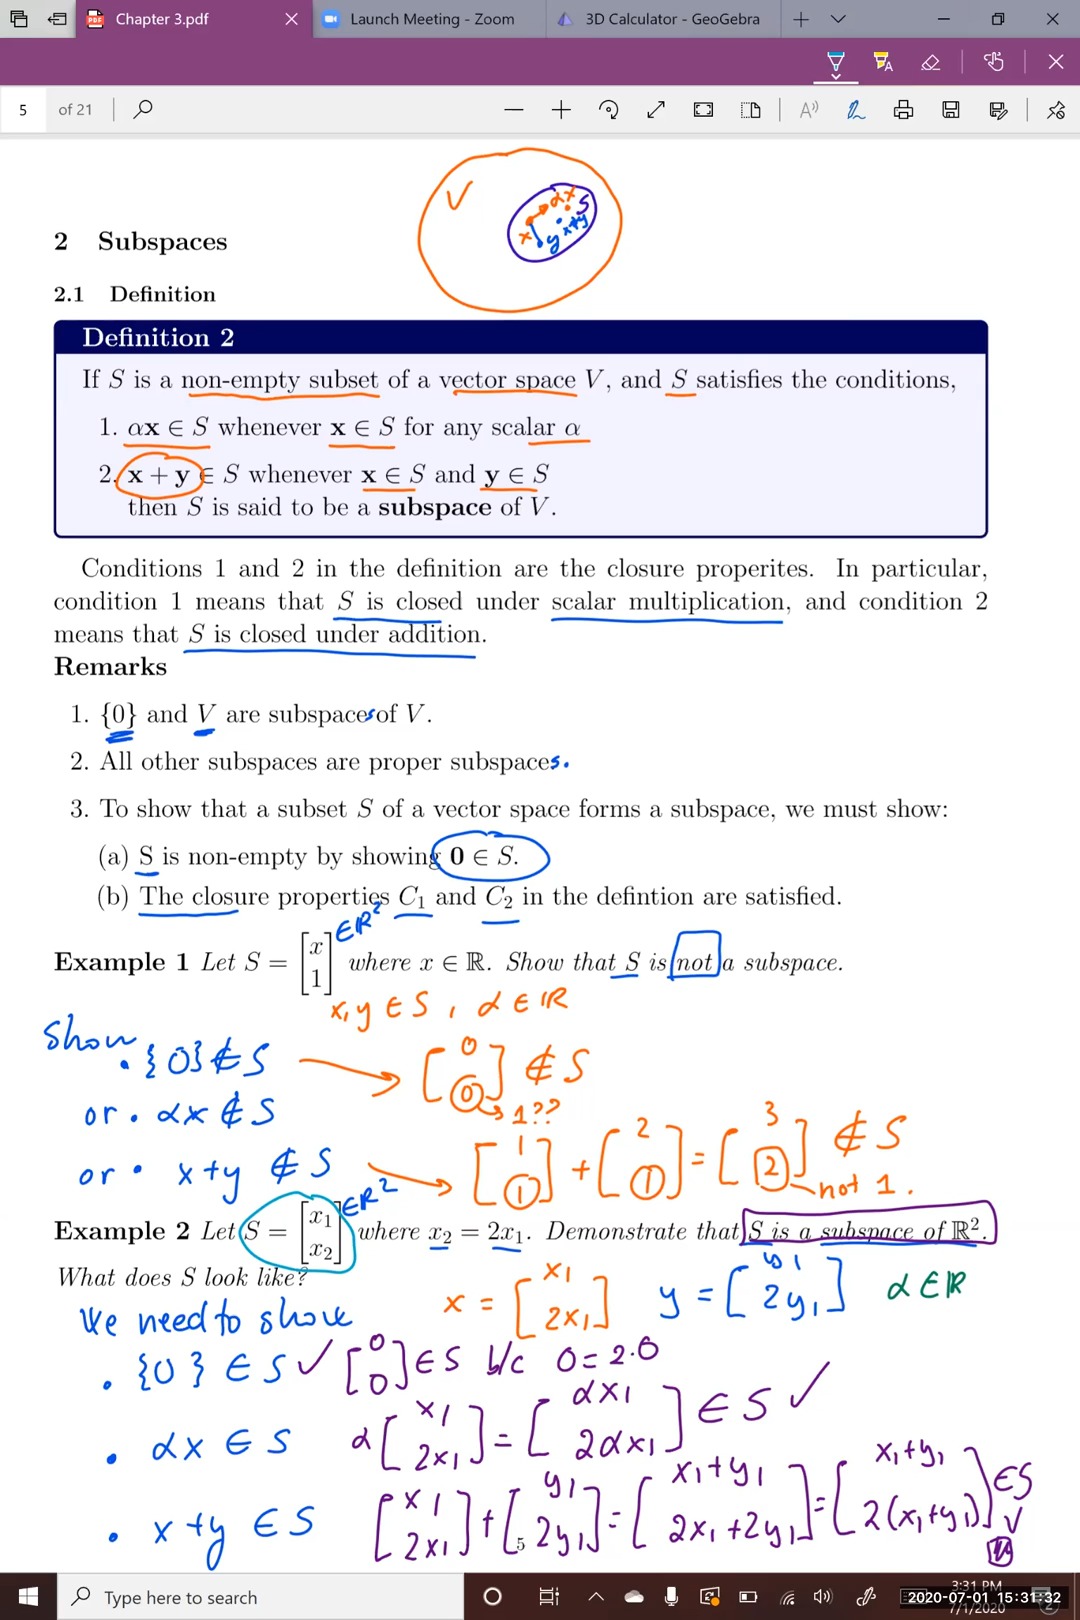 Chapter 3.pdf
Launch Meeting - Zoom
3D Calculator - GeoGebra
5 of 21
V
αx
S
x
y
x+y
2 Subspaces
2.1 Definition
Definition 2
If S is a non-empty subset of a vector space V, and S satisfies the conditions,
1. αx ∈ S whenever x ∈ S for any scalar α
2. x + y ∈ S whenever x ∈ S and y ∈ S
then S is said to be a subspace of V.
Conditions 1 and 2 in the definition are the closure properites. In particular,
condition 1 means that S is closed under scalar multiplication, and condition 2
means that S is closed under addition.
Remarks
1. {0} and V are subspaces of V.
2. All other subspaces are proper subspaces.
3. To show that a subset S of a vector space forms a subspace, we must show:
(a) S is non-empty by showing 0 ∈ S.
(b) The closure properties C₁ and C₂ in the defintion are satisfied.
Example 1 Let S = [x 1] ∈ℝ² where x ∈ ℝ. Show that S is not a subspace.
x, y ∈ S, α ∈ ℝ
Show
• {0} ∉ S → [0 0] ∉ S
→ 1??
or • αx ∉ S
or • x+y ∉ S → [1 1] + [2 1] = [3 2] ∉ S
not 1.
Example 2 Let S = [x₁ x₂] ∈ℝ² where x₂ = 2x₁. Demonstrate that S is a subspace of ℝ².
What does S look like?
x = [x₁ 2x₁] y = [y₁ 2y₁] α ∈ ℝ
We need to show
• {0} ∈ S ✓ [0 0] ∈ S b/c 0 = 2·0
• αx ∈ S α[x₁ 2x₁] = [αx₁ 2αx₁] ∈ S ✓
• x+y ∈ S [x₁ 2x₁] + [y₁ 2y₁] = [x₁+y₁ 2x₁+2y₁] = [x₁+y₁ 2(x₁+y₁)] ∈ S ✓
5
Type here to search
3:31 PM
7/1/2020
2020-07-01 15:31:32